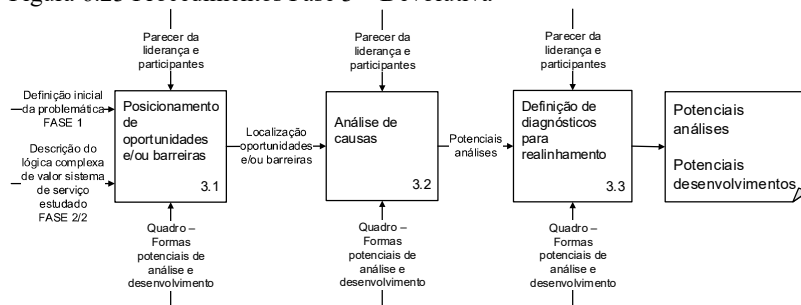 Figura 6.23 Procedimentos Fase 3 – Devolutiva
Parecer da
liderança e
participantes
Parecer da
liderança e
participantes
Parecer da
liderança e
participantes
Definição inicial
da problemática
FASE 1
Descrição do
lógica complexa
de valor sistema
de serviço
estudado
FASE 2/2
Posicionamento
de
oportunidades
e/ou barreiras
3.1
Localização
oportunidades
e/ou barreiras
Análise de
causas
3.2
Potenciais
análises
Definição de
diagnósticos
para
realinhamento
3.3
Potenciais
análises
Potenciais
desenvolvimentos
Quadro –
Formas
potenciais de
análise e
desenvolvimento
Quadro –
Formas
potenciais de
análise e
desenvolvimento
Quadro –
Formas
potenciais de
análise e
desenvolvimento